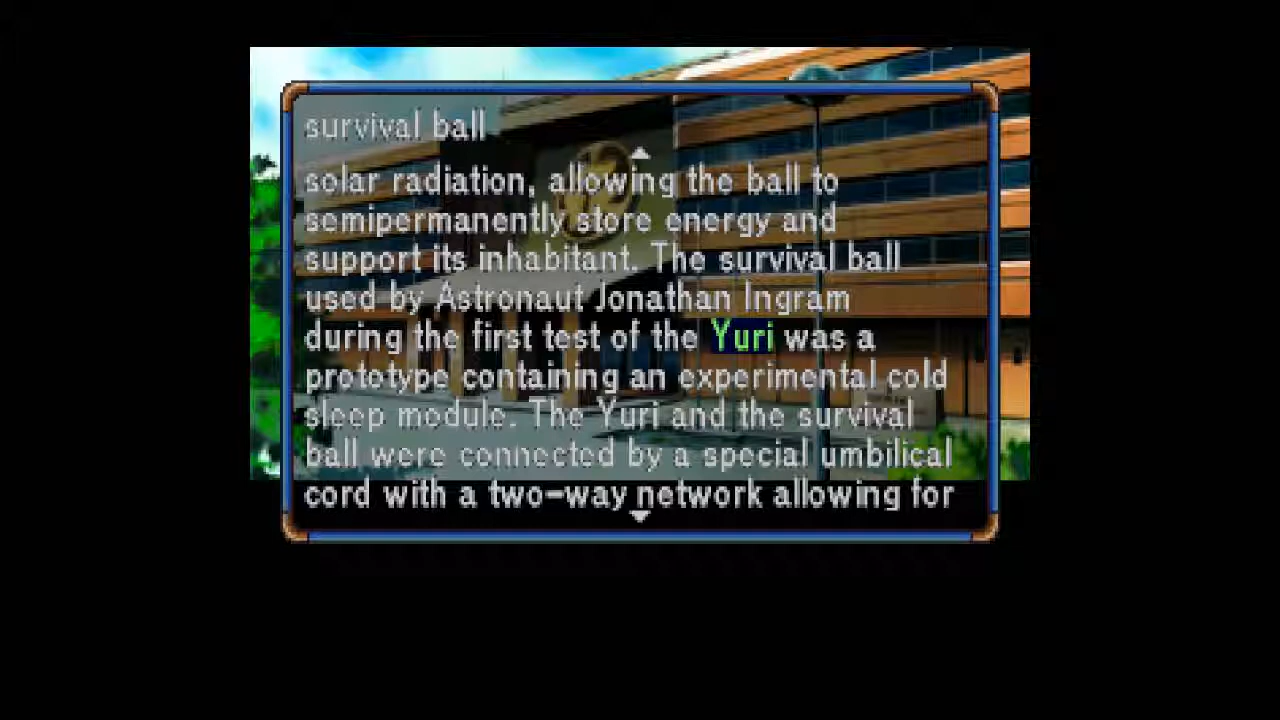 survival ball
solar radiation, allowing the ball to
semipermanently store energy and
support its inhabitant. The survival ball
used by Astronaut Jonathan Ingram
during the first test of the Yuri was a
prototype containing an experimental cold
sleep module. The Yuri and the survival
ball were connected by a special umbilical
cord with a two-way network allowing for